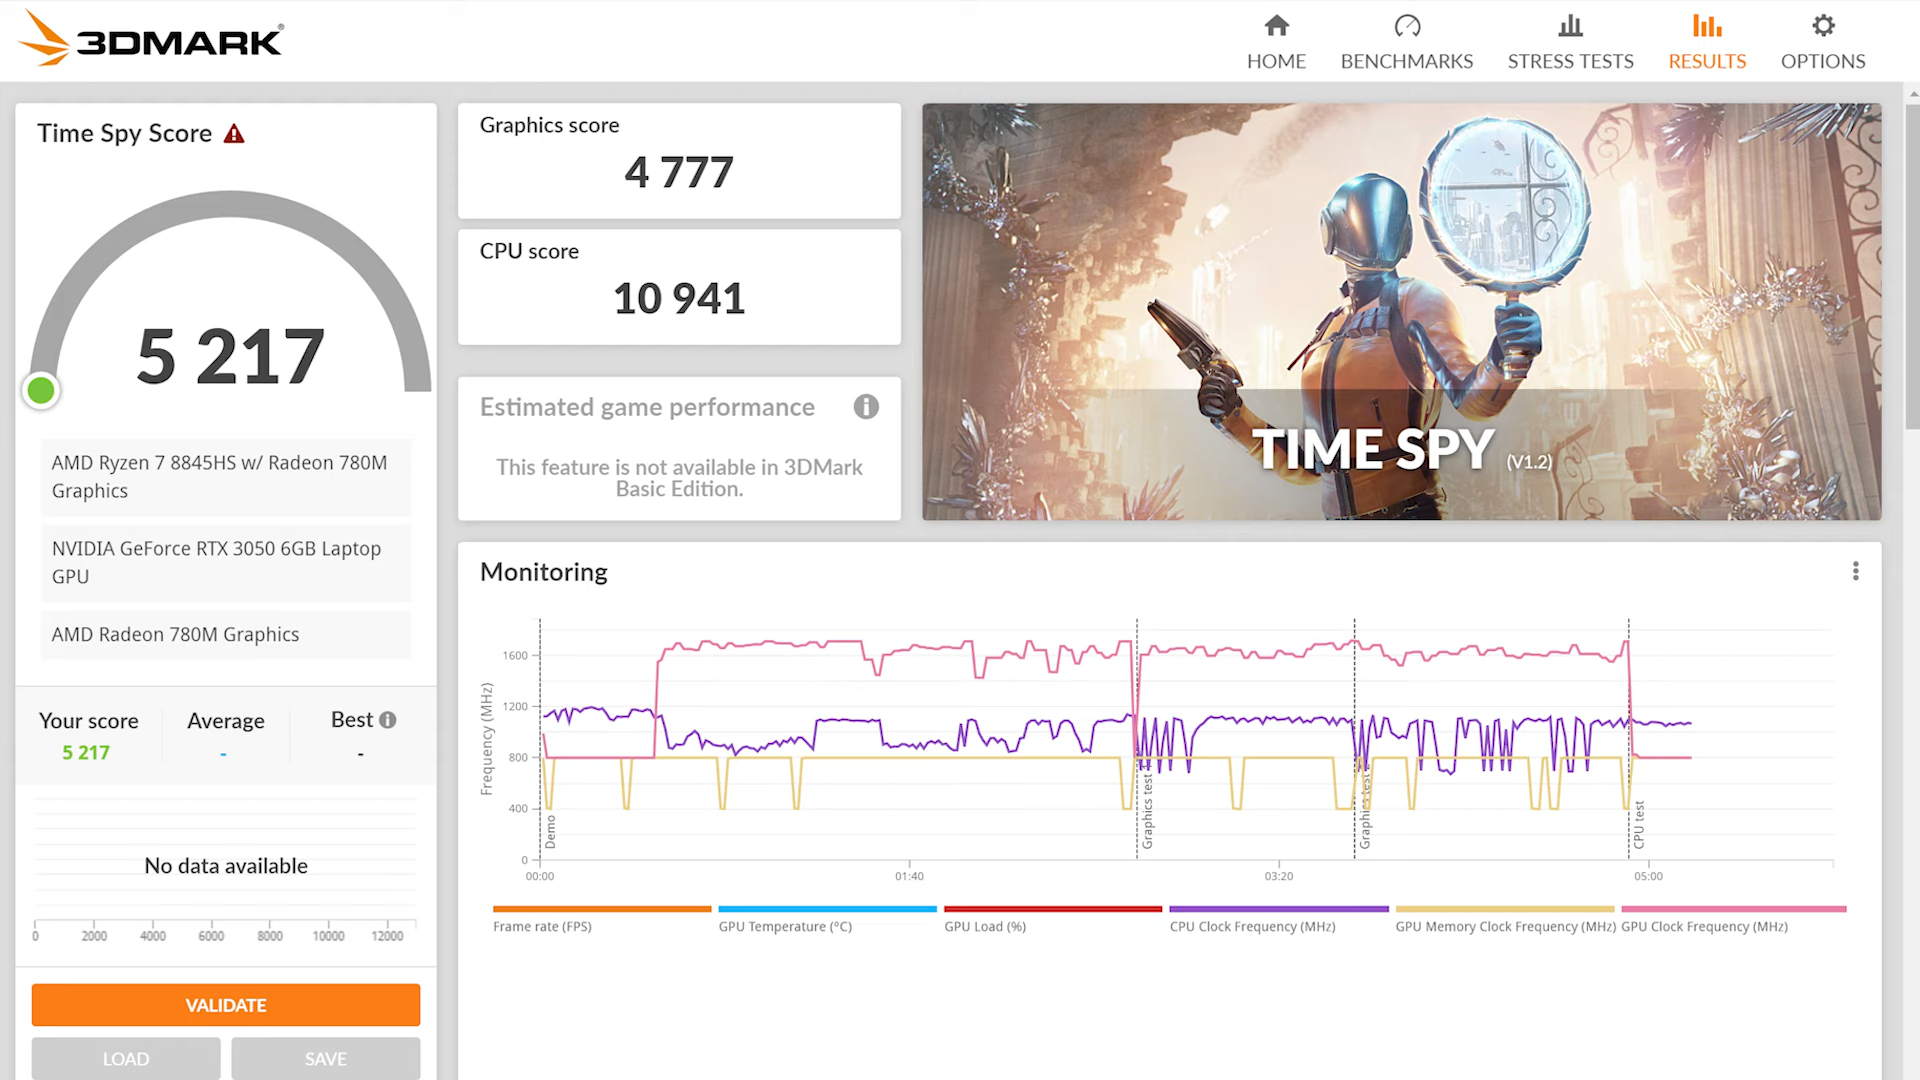 3DMARK
HOME
BENCHMARKS
STRESS TESTS
RESULTS
OPTIONS
Time Spy Score
5 217
AMD Ryzen 7 8845HS w/ Radeon 780M
Graphics
NVIDIA GeForce RTX 3050 6GB Laptop
GPU
AMD Radeon 780M Graphics
Your score
5 217
Average
-
Best
-
No data available
0
2000
4000
6000
8000
10000
12000
VALIDATE
LOAD
SAVE
Graphics score
4 777
CPU score
10 941
Estimated game performance
This feature is not available in 3DMark
Basic Edition.
TIME SPY (V1.2)
Monitoring
Frequency (MHz)
1600
1200
800
400
0
Demo
Graphics test
Graphics test
CPU test
00:00
01:40
03:20
05:00
Frame rate (FPS)
GPU Temperature (°C)
GPU Load (%)
CPU Clock Frequency (MHz)
GPU Memory Clock Frequency (MHz)
GPU Clock Frequency (MHz)